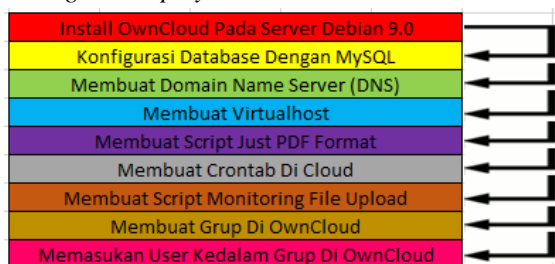 Install OwnCloud Pada Server Debian 9.0
Konfigurasi Database Dengan MySQL
Membuat Domain Name Server (DNS)
Membuat Virtualhost
Membuat Script Just PDF Format
Membuat Crontab Di Cloud
Membuat Script Monitoring File Upload
Membuat Grup Di OwnCloud
Memasukan User Kedalam Grup Di OwnCloud